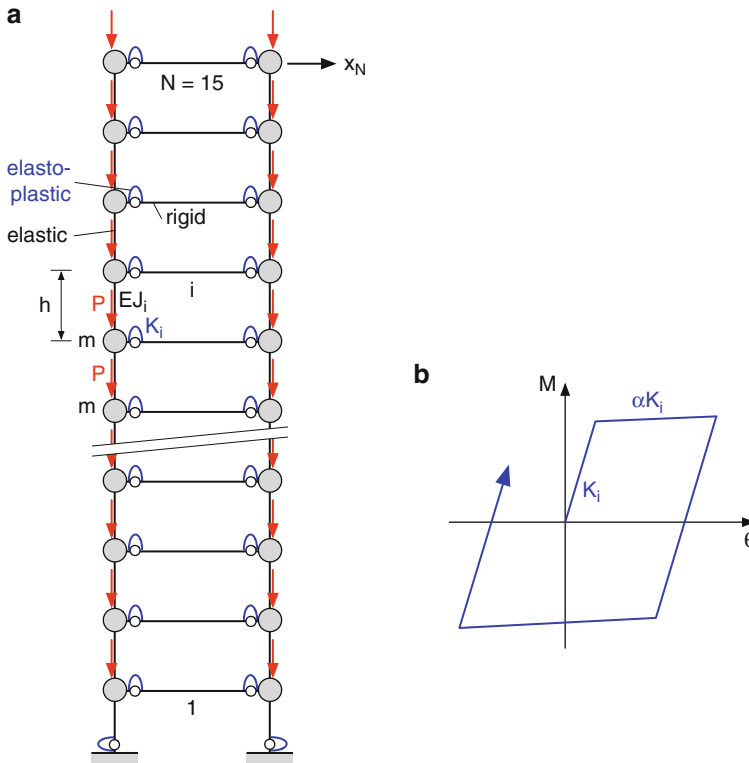 a
x_N
N = 15
elasto-
plastic
rigid
elastic
h
P
EJ_i
i
m
K_i
P
m
1
b
M
αK_i
K_i
θ